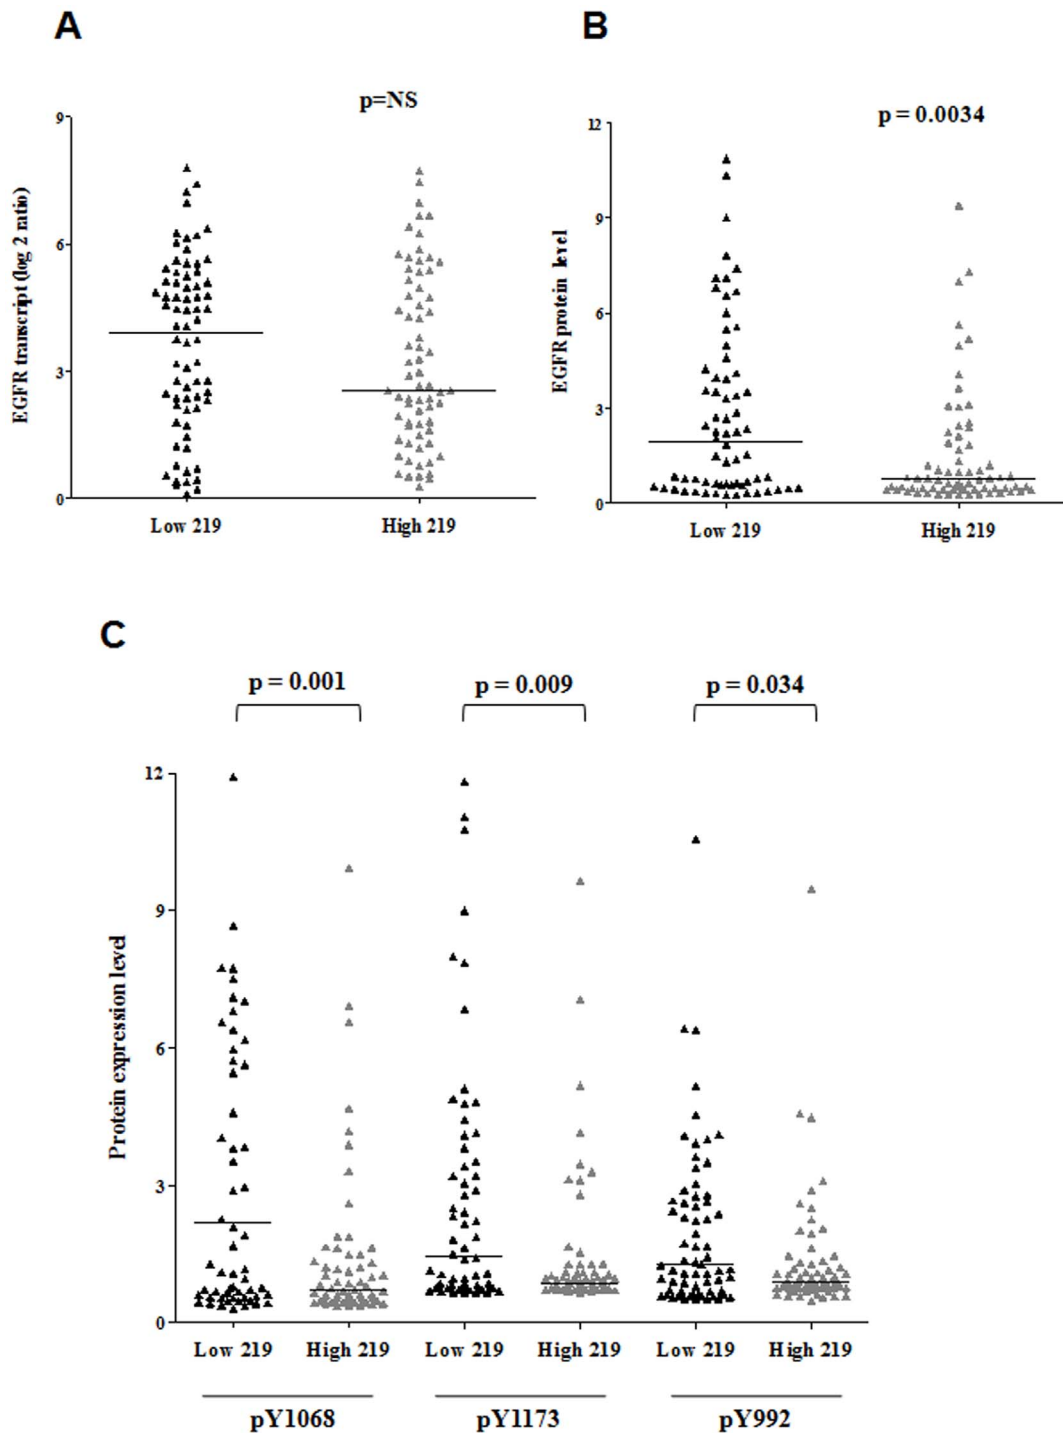 A
p=NS
EGFR transcript (log 2 ratio)
9
6
3
0
Low 219
High 219
B
p = 0.0034
EGFR protein level
12
9
6
3
0
Low 219
High 219
C
p = 0.001
p = 0.009
p = 0.034
Protein expression level
12
9
6
3
0
Low 219
High 219
Low 219
High 219
Low 219
High 219
pY1068
pY1173
pY992